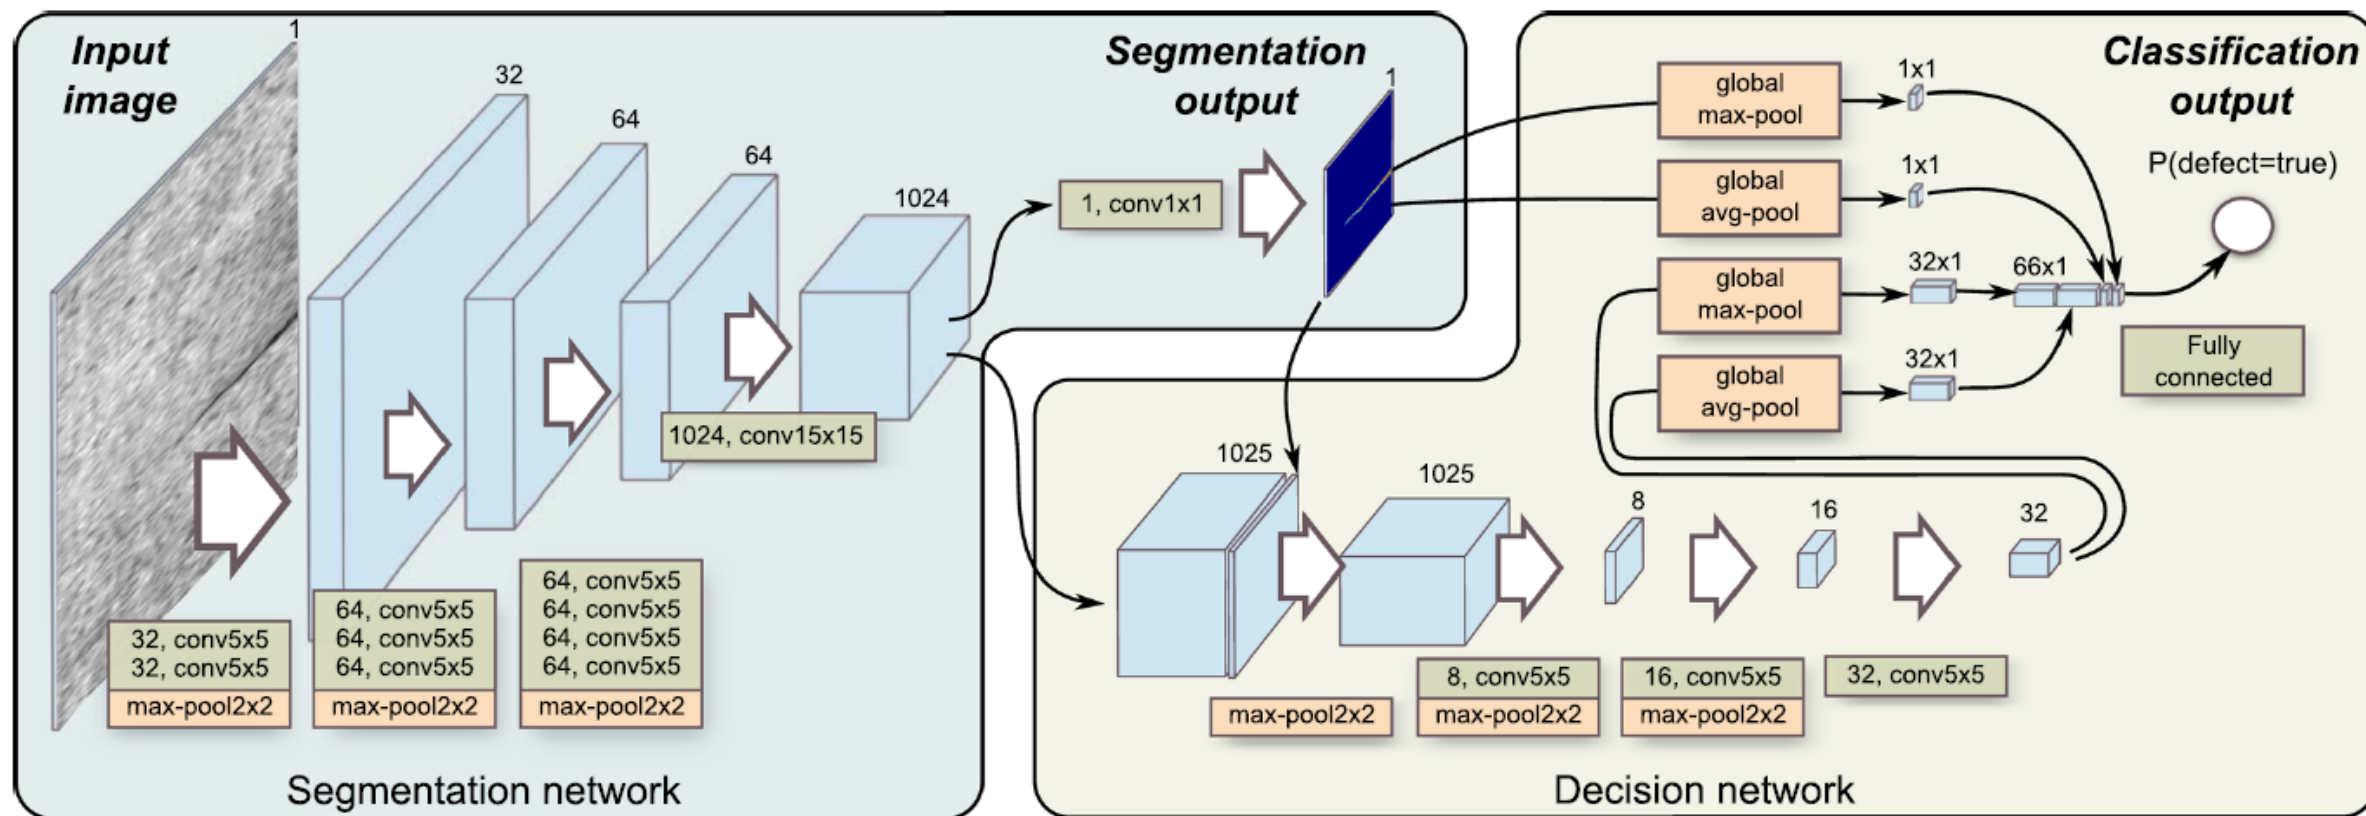 Input
image
1
32
64
64
1024
32, conv5x5
32, conv5x5
max-pool2x2
64, conv5x5
64, conv5x5
64, conv5x5
max-pool2x2
64, conv5x5
64, conv5x5
64, conv5x5
64, conv5x5
max-pool2x2
1024, conv15x15
1, conv1x1
Segmentation
output
1
Segmentation network
1025
1025
8
16
32
max-pool2x2
8, conv5x5
max-pool2x2
16, conv5x5
max-pool2x2
32, conv5x5
global
max-pool
1x1
global
avg-pool
1x1
global
max-pool
32x1
global
avg-pool
32x1
66x1
Classification
output
P(defect=true)
Fully
connected
Decision network